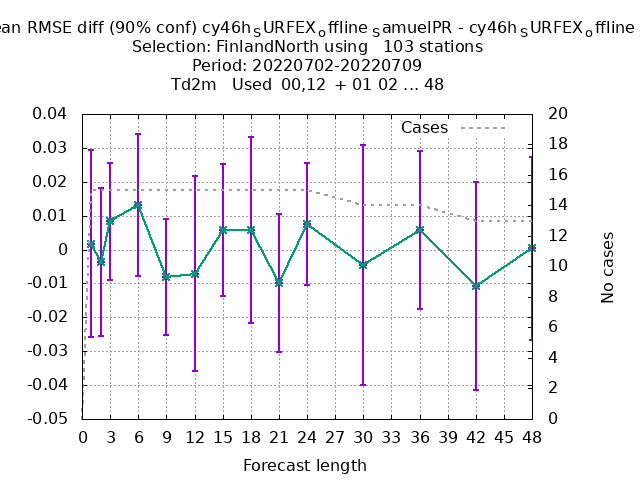 an RMSE diff (90% conf) cy46h_SURFEX_offline_SamuelPR - cy46h_SURFEX_offline
Selection: FinlandNorth using 103 stations
Period: 20220702-20220709
Td2m Used 00,12 + 01 02 ... 48
0.04
0.03
0.02
0.01
0
-0.01
-0.02
-0.03
-0.04
-0.05
Cases
20
18
16
14
12
10
8
6
4
2
0
No cases
0 3 6 9 12 15 18 21 24 27 30 33 36 39 42 45 48
Forecast length